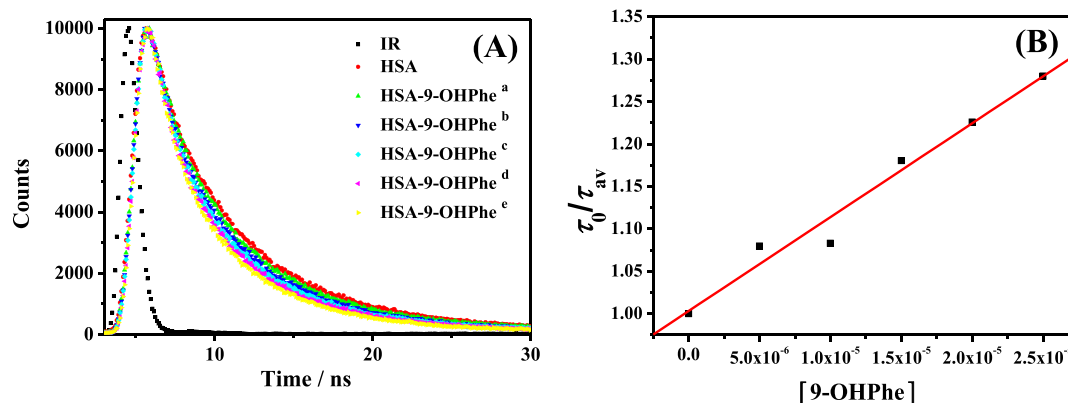 (A)
IR
HSA
HSA-9-OHPhe a
HSA-9-OHPhe b
HSA-9-OHPhe c
HSA-9-OHPhe d
HSA-9-OHPhe e
10000
8000
6000
4000
2000
0
Counts
10 20 30
Time / ns
(B)
1.35
1.30
1.25
1.20
1.15
1.10
1.05
1.00
τ0/τav
0.0 5.0x10-6 1.0x10-5 1.5x10-5 2.0x10-5 2.5x10-
[9-OHPhe]